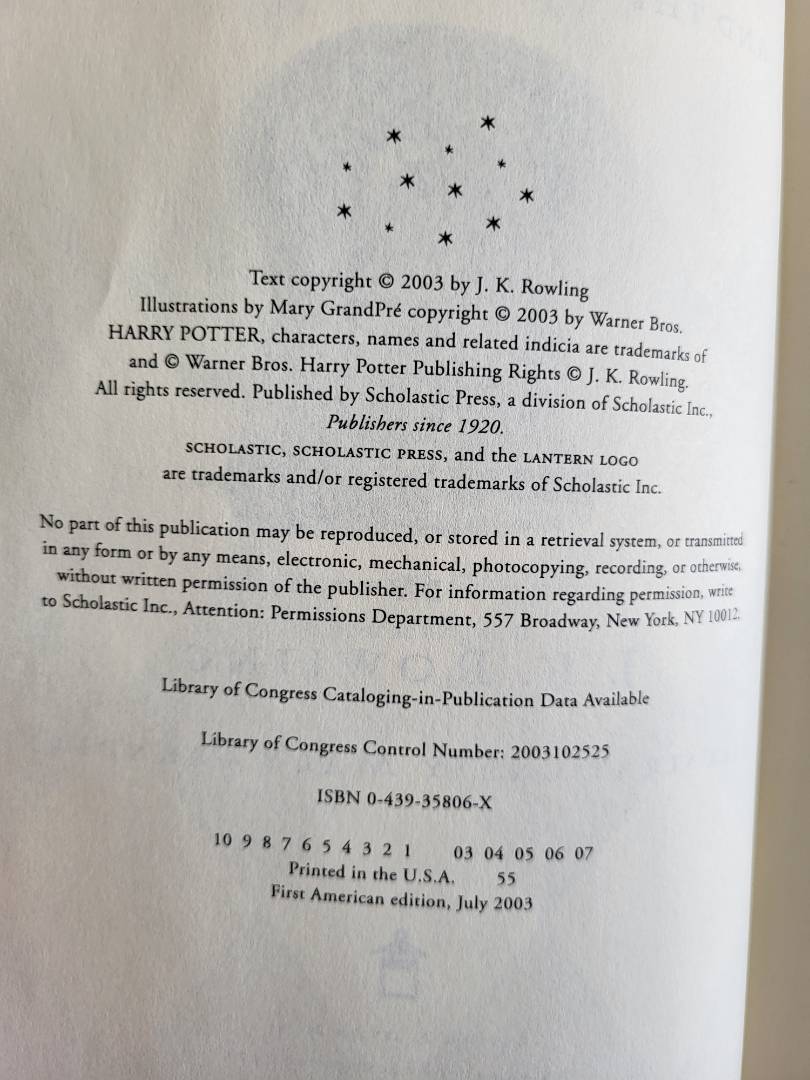 Text copyright © 2003 by J. K. Rowling
Illustrations by Mary GrandPré copyright © 2003 by Warner Bros.
HARRY POTTER, characters, names and related indicia are trademarks of
and © Warner Bros. Harry Potter Publishing Rights © J. K. Rowling.
All rights reserved. Published by Scholastic Press, a division of Scholastic Inc.,
Publishers since 1920.
SCHOLASTIC, SCHOLASTIC PRESS, and the LANTERN LOGO
are trademarks and/or registered trademarks of Scholastic Inc.
No part of this publication may be reproduced, or stored in a retrieval system, or transmitted
in any form or by any means, electronic, mechanical, photocopying, recording, or otherwise,
without written permission of the publisher. For information regarding permission, write
to Scholastic Inc., Attention: Permissions Department, 557 Broadway, New York, NY 10012.
Library of Congress Cataloging-in-Publication Data Available
Library of Congress Control Number: 2003102525
ISBN 0-439-35806-X
10 9 8 7 6 5 4 3 2 1 03 04 05 06 07
Printed in the U.S.A. 55
First American edition, July 2003